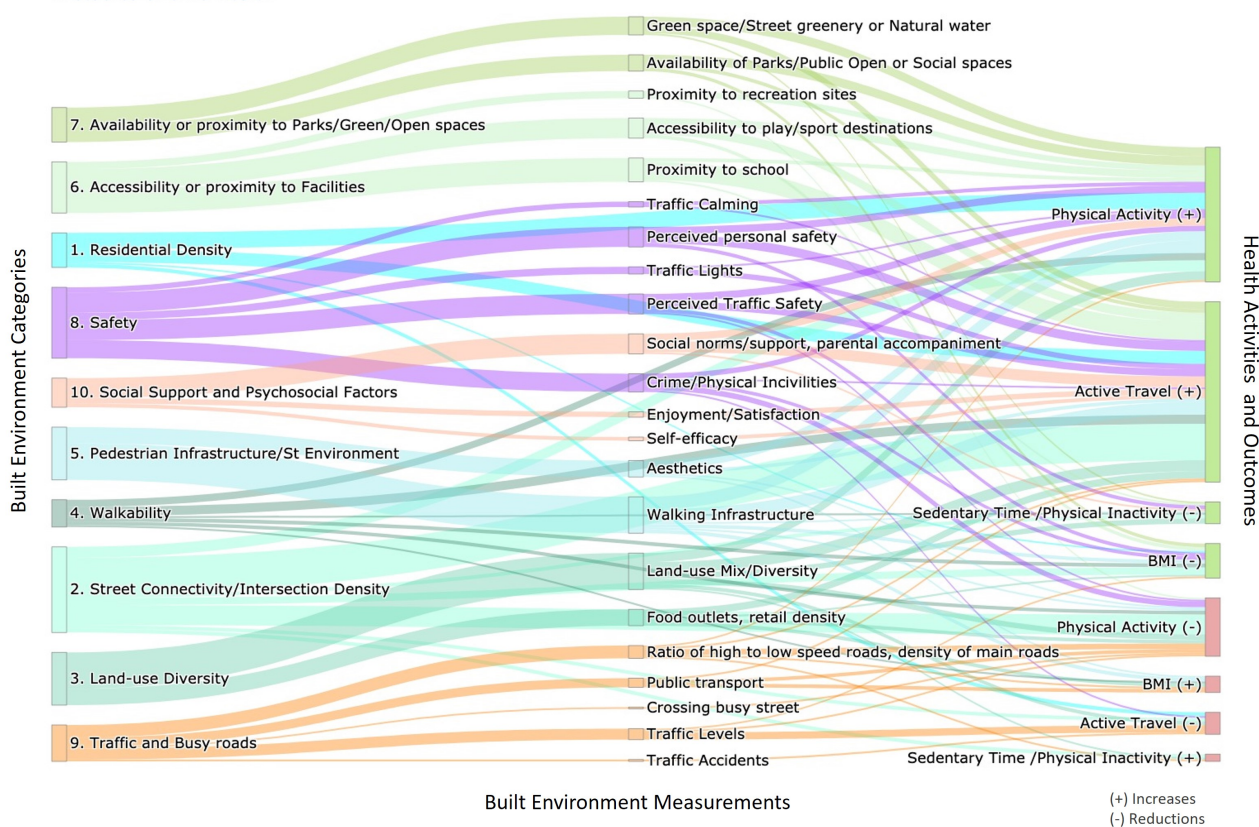 Built Environment Categories
7. Availability or proximity to Parks/Green/Open spaces
6. Accessibility or proximity to Facilities
1. Residential Density
8. Safety
10. Social Support and Psychosocial Factors
5. Pedestrian Infrastructure/St Environment
4. Walkability
2. Street Connectivity/Intersection Density
3. Land-use Diversity
9. Traffic and Busy roads
Green space/Street greenery or Natural water
Availability of Parks/Public Open or Social spaces
Proximity to recreation sites
Accessibility to play/sport destinations
Proximity to school
Traffic Calming
Perceived personal safety
Traffic Lights
Perceived Traffic Safety
Social norms/support, parental accompaniment
Crime/Physical Incivilities
Enjoyment/Satisfaction
Self-efficacy
Aesthetics
Walking Infrastructure
Land-use Mix/Diversity
Food outlets, retail density
Ratio of high to low speed roads, density of main roads
Public transport
Crossing busy street
Traffic Levels
Traffic Accidents
Physical Activity (+)
Active Travel (+)
Sedentary Time /Physical Inactivity (-)
BMI (-)
Physical Activity (-)
BMI (+)
Active Travel (-)
Sedentary Time /Physical Inactivity (+)
Health Activities and Outcomes
Built Environment Measurements
(+) Increases
(-) Reductions